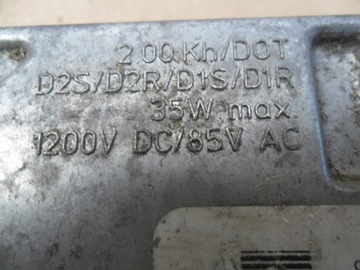 2.00 Kh/DOT
D2S/D2R/D1S/D1R
35W max.
1200V DC/85V AC